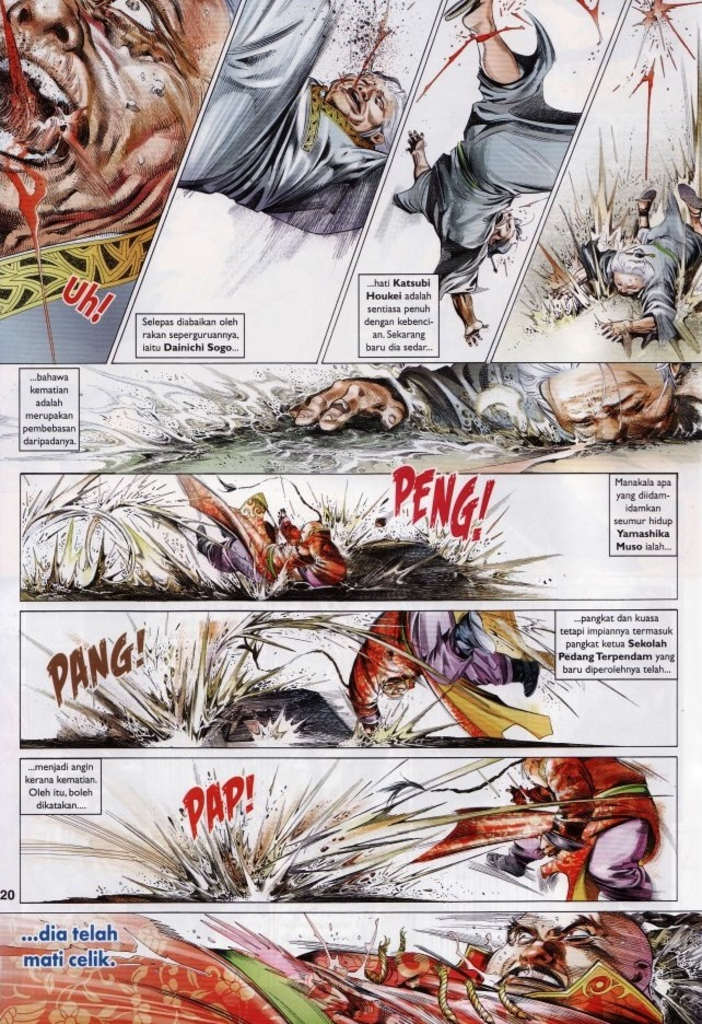 Uh!
Selepas diabaikan oleh
rakan seperguruannya,
iaitu Dainichi Sogo...
...hati Katsubi
Houkei adalah
sentiasa penuh
dengan kebenci-
an. Sekarang
baru dia sedar...
...bahawa
kematian
adalah
merupakan
pembebasan
daripadanya.
PENG!
Manakala apa
yang diidam-
idamkan
seumur hidup
Yamashika
Muso ialah...
PANG!
...pangkat dan kuasa
tetapi impiannya termasuk
pangkat ketua Sekolah
Pedang Terpendam yang
baru diperolehnya telah...
...menjadi angin
kerana kematian.
Oleh itu, boleh
dikatakan....
PAP!
20
...dia telah
mati celik.